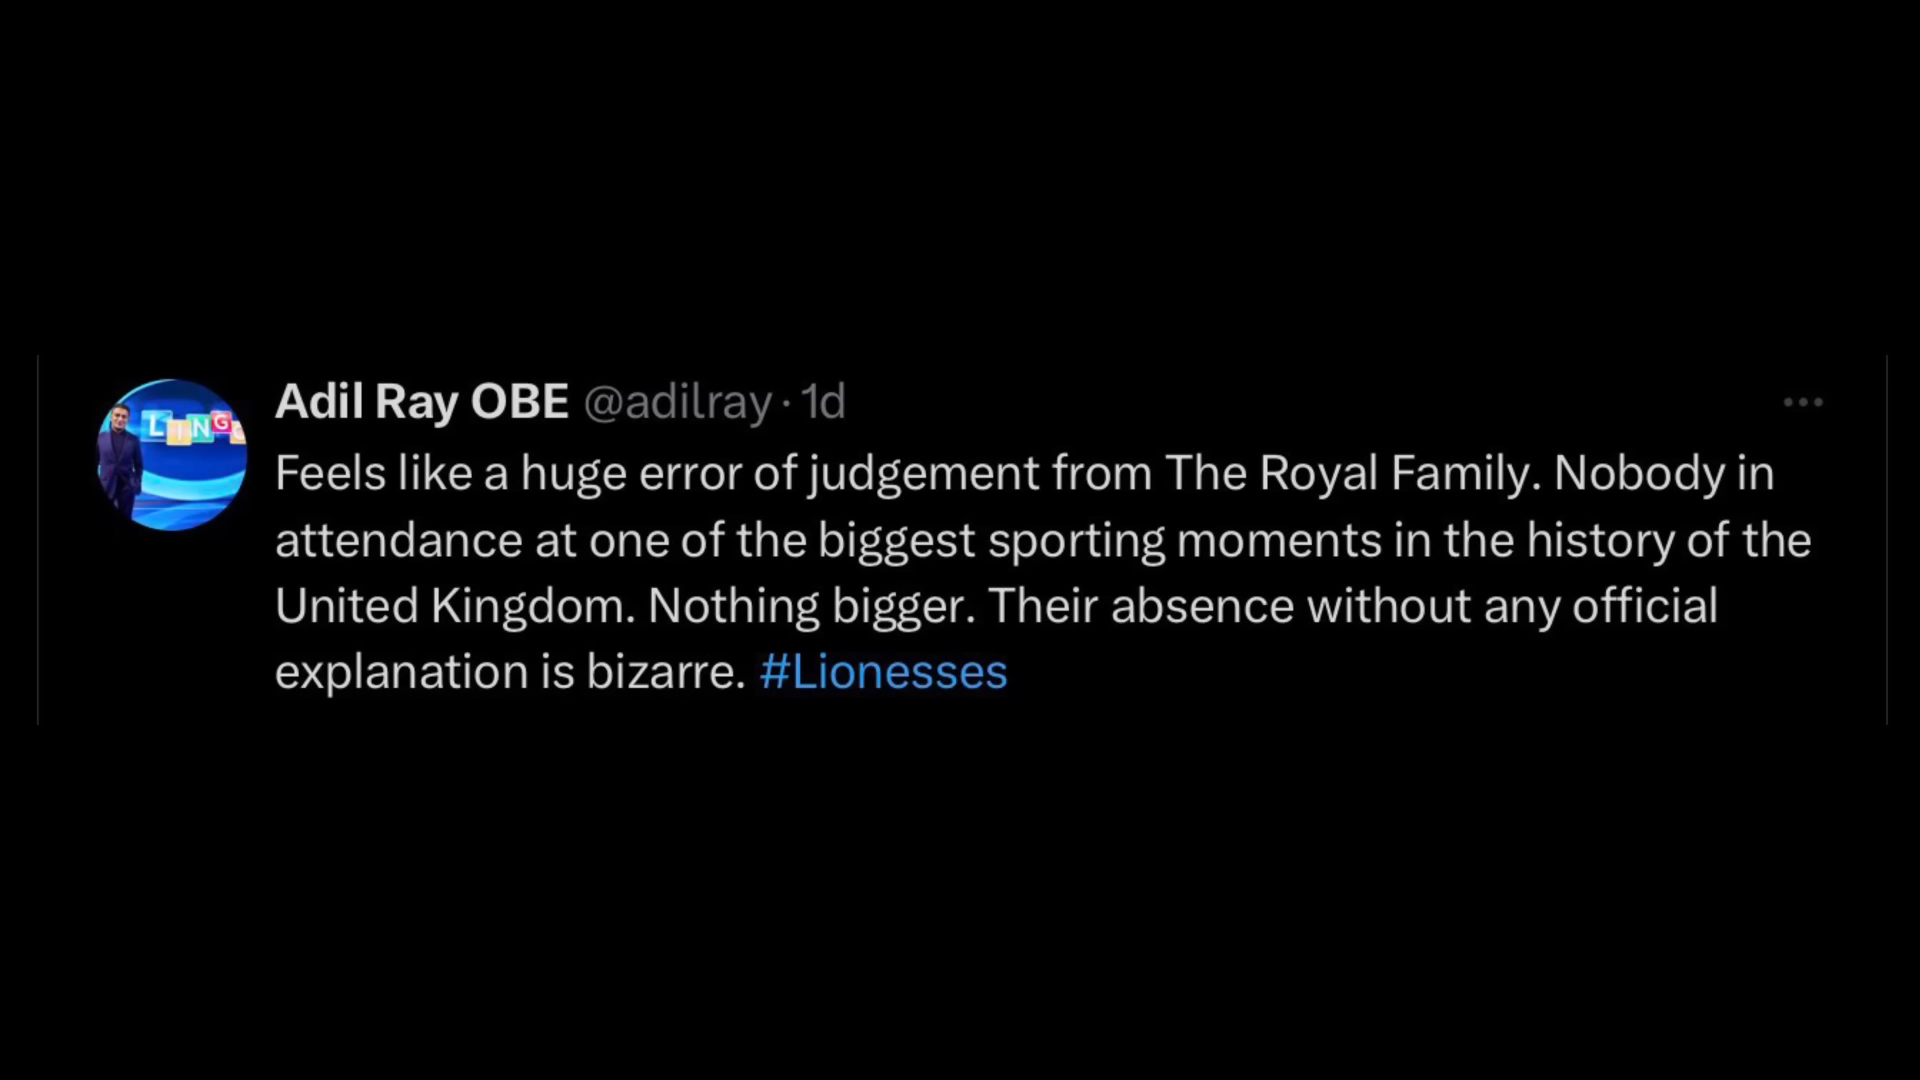 LINGO
Adil Ray OBE @adilray · 1d
Feels like a huge error of judgement from The Royal Family. Nobody in
attendance at one of the biggest sporting moments in the history of the
United Kingdom. Nothing bigger. Their absence without any official
explanation is bizarre. #Lionesses